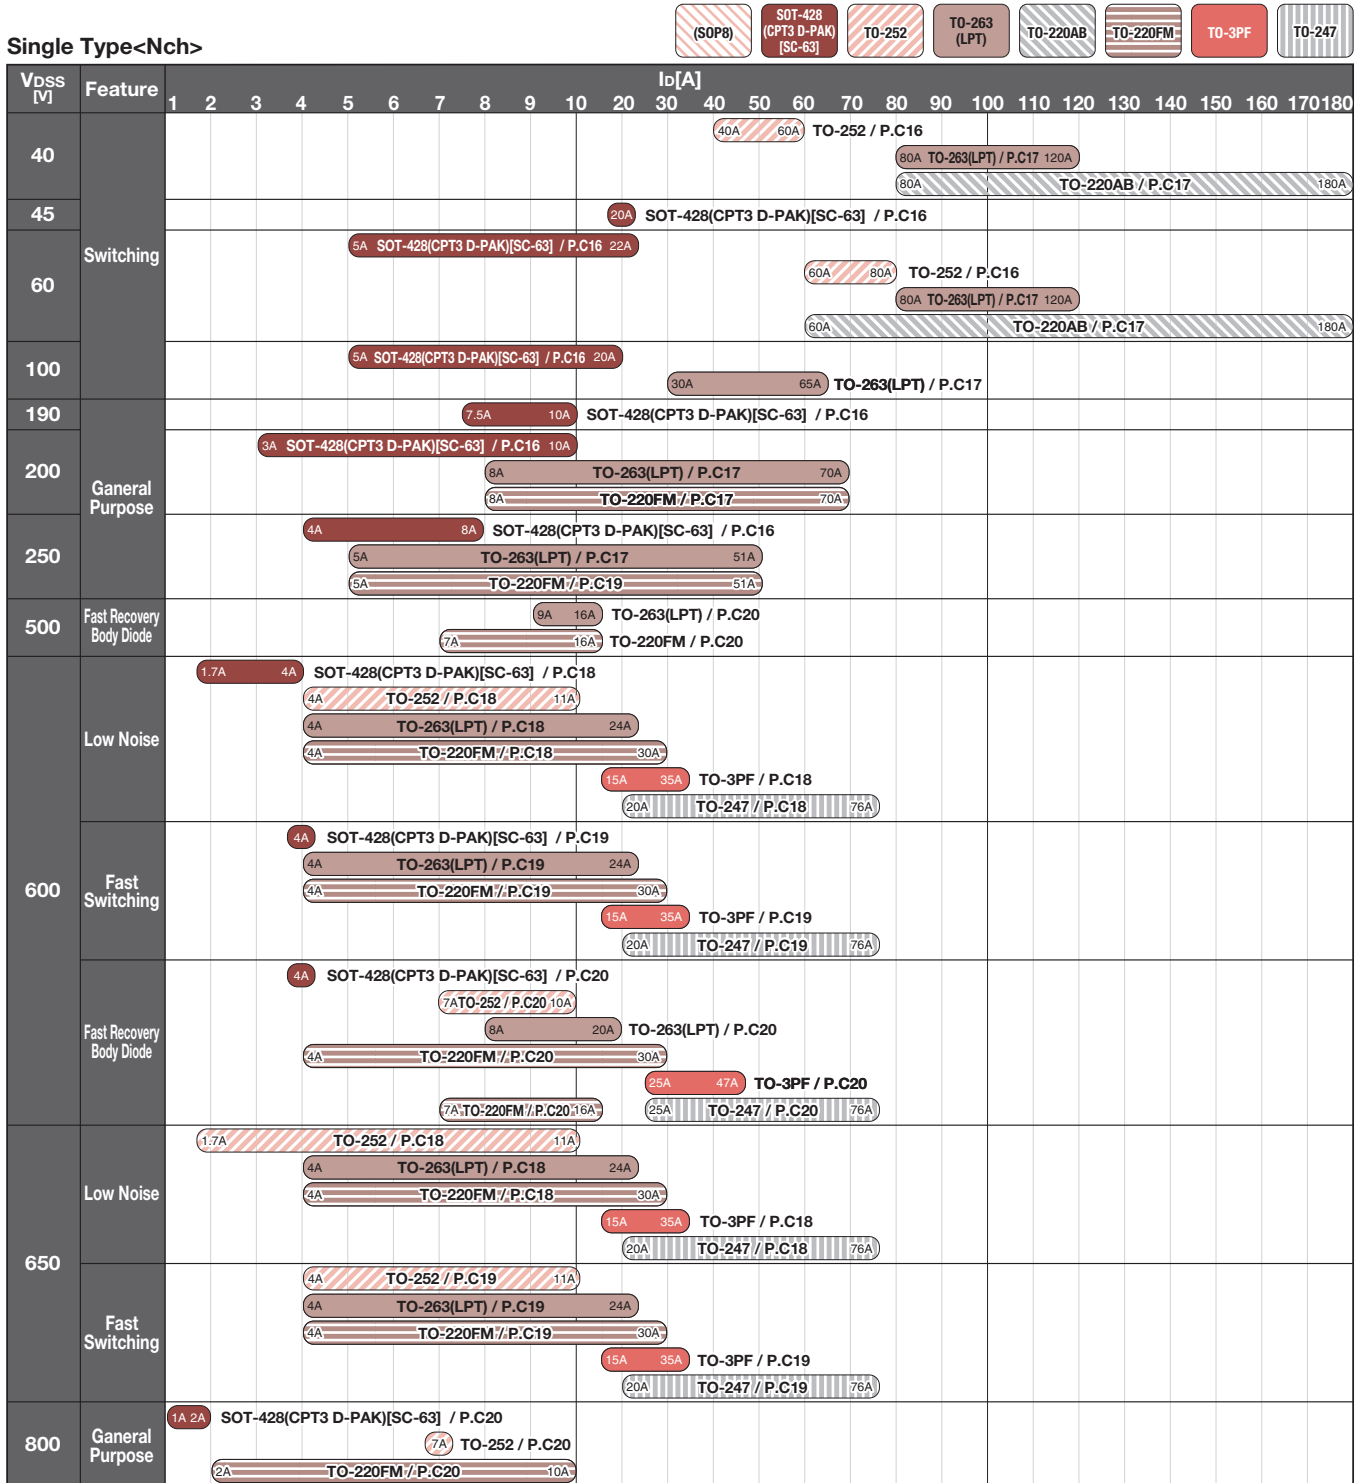 Single Type<Nch>
(SOP8)
SOT-428
(CPT3 D-PAK)
[SC-63]
TO-252
TO-263
(LPT)
TO-220AB
TO-220FM
TO-3PF
TO-247
VDSS
[V]
Feature
ID[A]
1 2 3 4 5 6 7 8 9 10 20 30 40 50 60 70 80 90 100 110 120 130 140 150 160 170 180
40
Switching
40A 60A TO-252 / P.C16
80A TO-263(LPT) / P.C17 120A
80A TO-220AB / P.C17 180A
45
20A SOT-428(CPT3 D-PAK)[SC-63] / P.C16
60
5A SOT-428(CPT3 D-PAK)[SC-63] / P.C16 22A
60A 80A TO-252 / P.C16
80A TO-263(LPT) / P.C17 120A
60A TO-220AB / P.C17 180A
100
5A SOT-428(CPT3 D-PAK)[SC-63] / P.C16 20A
30A 65A TO-263(LPT) / P.C17
190
Ganeral
Purpose
7.5A 10A SOT-428(CPT3 D-PAK)[SC-63] / P.C16
200
3A SOT-428(CPT3 D-PAK)[SC-63] / P.C16 10A
8A TO-263(LPT) / P.C17 70A
8A TO-220FM / P.C17 70A
250
4A 8A SOT-428(CPT3 D-PAK)[SC-63] / P.C16
5A TO-263(LPT) / P.C17 51A
5A TO-220FM / P.C19 51A
500
Fast Recovery
Body Diode
9A 16A TO-263(LPT) / P.C20
7A 16A TO-220FM / P.C20
600
Low Noise
1.7A 4A SOT-428(CPT3 D-PAK)[SC-63] / P.C18
4A TO-252 / P.C18 11A
4A TO-263(LPT) / P.C18 24A
4A TO-220FM / P.C18 30A
15A 35A TO-3PF / P.C18
20A TO-247 / P.C18 76A
Fast
Switching
4A SOT-428(CPT3 D-PAK)[SC-63] / P.C19
4A TO-263(LPT) / P.C19 24A
4A TO-220FM / P.C19 30A
15A 35A TO-3PF / P.C19
20A TO-247 / P.C19 76A
Fast Recovery
Body Diode
4A SOT-428(CPT3 D-PAK)[SC-63] / P.C20
7A TO-252 / P.C20 10A
8A 20A TO-263(LPT) / P.C20
4A TO-220FM / P.C20 30A
25A 47A TO-3PF / P.C20
7A TO-220FM / P.C20 16A 25A TO-247 / P.C20 76A
650
Low Noise
1.7A TO-252 / P.C18 11A
4A TO-263(LPT) / P.C18 24A
4A TO-220FM / P.C18 30A
15A 35A TO-3PF / P.C18
20A TO-247 / P.C18 76A
Fast
Switching
4A TO-252 / P.C19 11A
4A TO-263(LPT) / P.C19 24A
4A TO-220FM / P.C19 30A
15A 35A TO-3PF / P.C19
20A TO-247 / P.C19 76A
800
Ganeral
Purpose
1A 2A SOT-428(CPT3 D-PAK)[SC-63] / P.C20
7A TO-252 / P.C20
2A TO-220FM / P.C20 10A